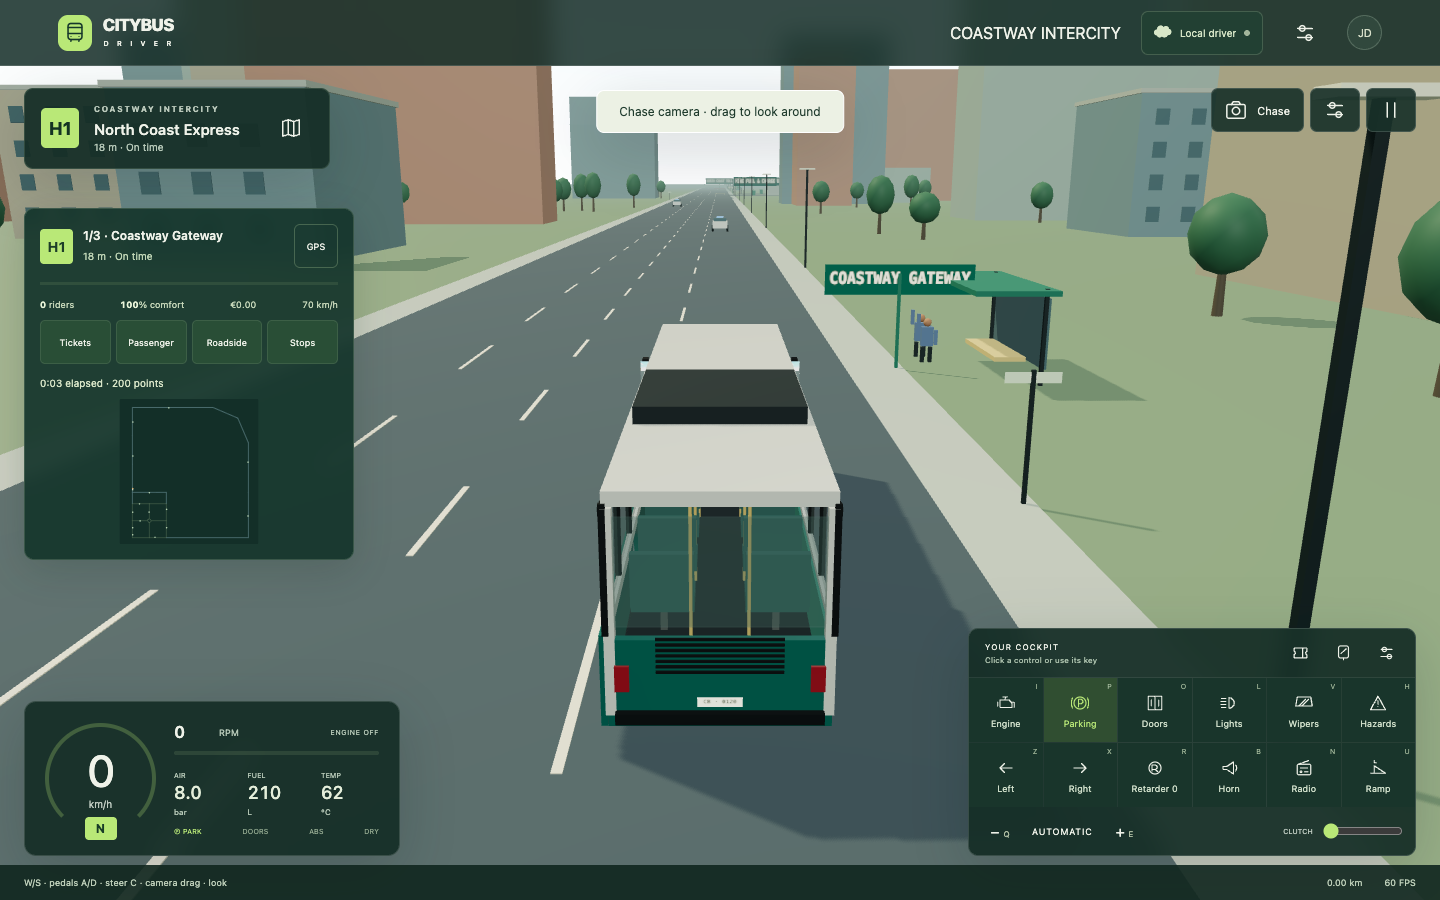 CITYBUS
DRIVER
COASTWAY INTERCITY
Local driver
JD
H1
COASTWAY INTERCITY
North Coast Express
18 m · On time
Chase camera · drag to look around
Chase
H1
1/3 · Coastway Gateway
18 m · On time
GPS
0 riders
100% comfort
€0.00
70 km/h
Tickets
Passenger
Roadside
Stops
0:03 elapsed · 200 points
COASTWAY GATEWAY
0
km/h
N
0 RPM
ENGINE OFF
AIR
8.0
bar
FUEL
210
L
TEMP
62
°C
Ⓟ PARK
DOORS
ABS
DRY
YOUR COCKPIT
Click a control or use its key
I
Engine
P
Parking
O
Doors
L
Lights
V
Wipers
H
Hazards
Z
Left
X
Right
R
Retarder 0
B
Horn
N
Radio
U
Ramp
− Q
AUTOMATIC
+ E
CLUTCH
W/S · pedals A/D · steer C · camera drag · look
0.00 km
60 FPS